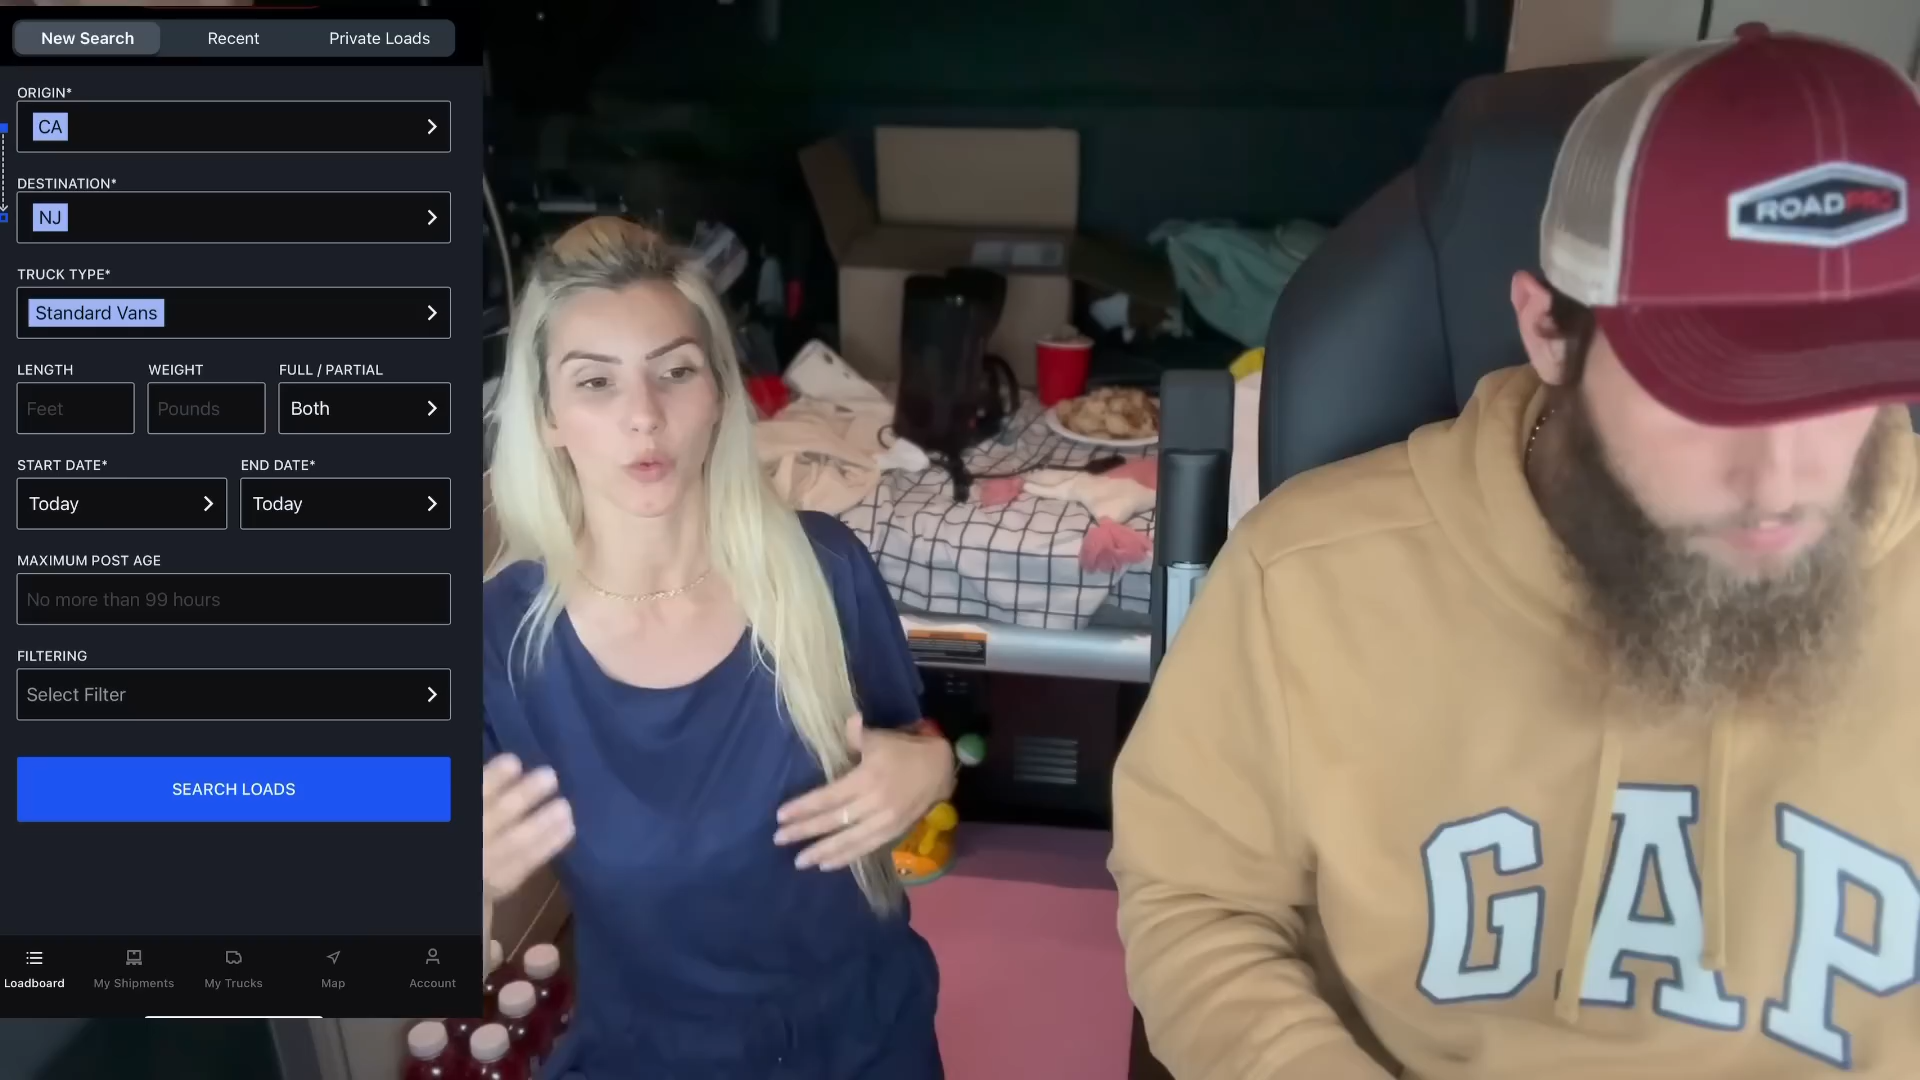 New Search Recent Private Loads
ORIGIN*
CA
DESTINATION*
NJ
TRUCK TYPE*
Standard Vans
LENGTH WEIGHT FULL / PARTIAL
Feet Pounds Both
START DATE* END DATE*
Today Today
MAXIMUM POST AGE
No more than 99 hours
FILTERING
Select Filter
SEARCH LOADS
Loadboard My Shipments My Trucks Map Account
ROADPRO
GAP